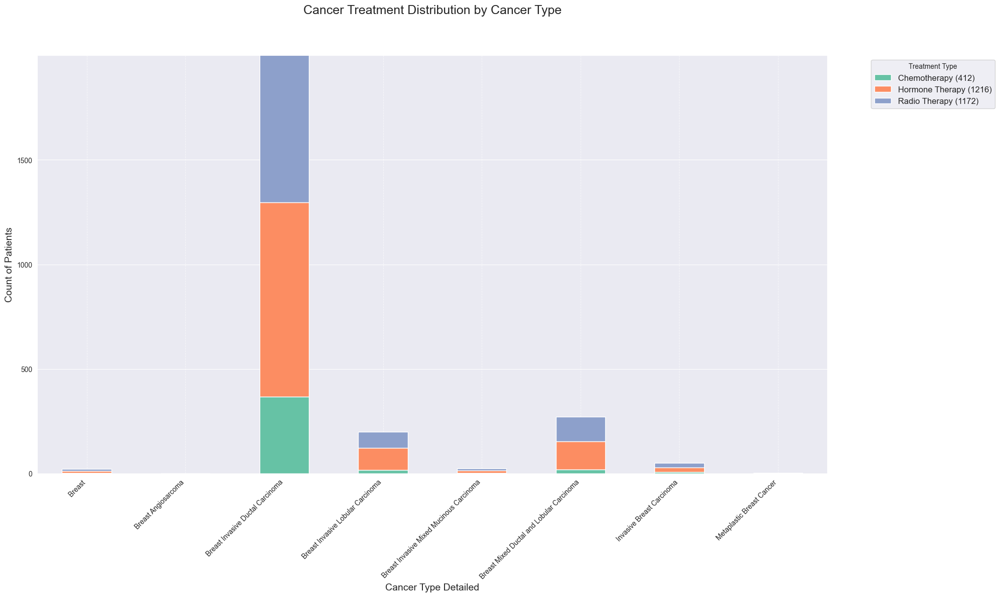 Cancer Treatment Distribution by Cancer Type
Treatment Type
Chemotherapy (412)
Hormone Therapy (1216)
Radio Therapy (1172)
Count of Patients
1500
1000
500
0
Breast
Breast Angiosarcoma
Breast Invasive Ductal Carcinoma
Breast Invasive Lobular Carcinoma
Breast Invasive Mixed Mucinous Carcinoma
Breast Mixed Ductal and Lobular Carcinoma
Invasive Breast Carcinoma
Metaplastic Breast Cancer
Cancer Type Detailed